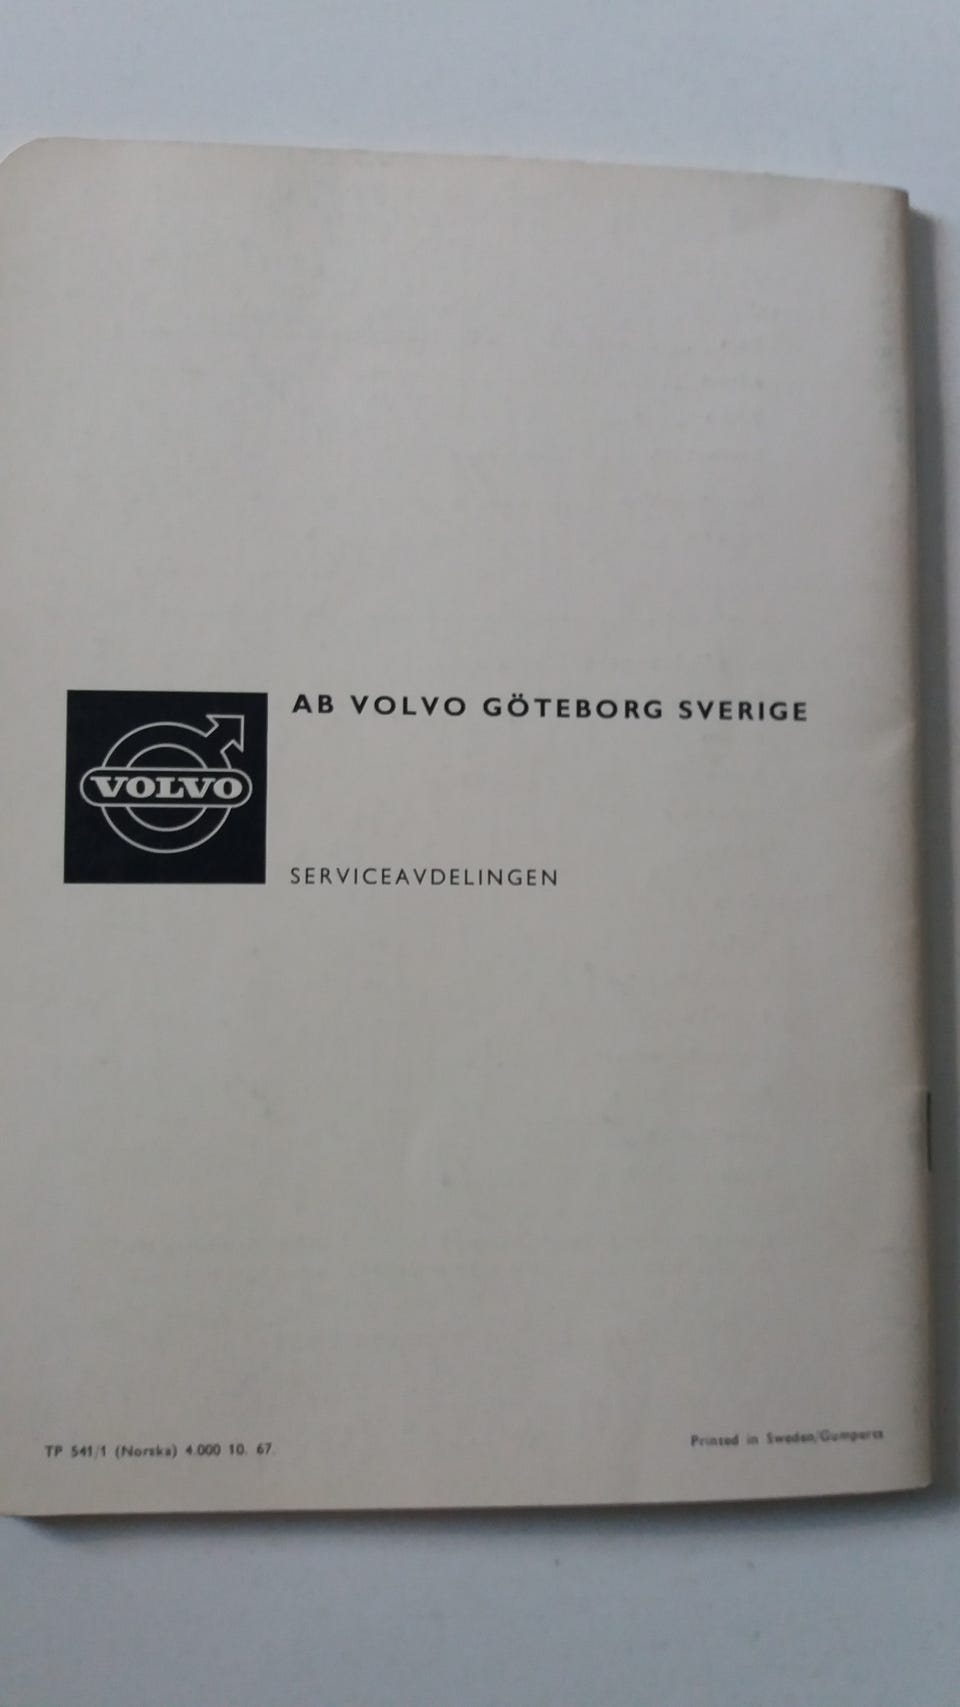 AB VOLVO GÖTEBORG SVERIGE
VOLVO
SERVICEAVDELINGEN
TP 541/1 (Norska) 4.000 10. 67.
Printed in Sweden/Gumperts